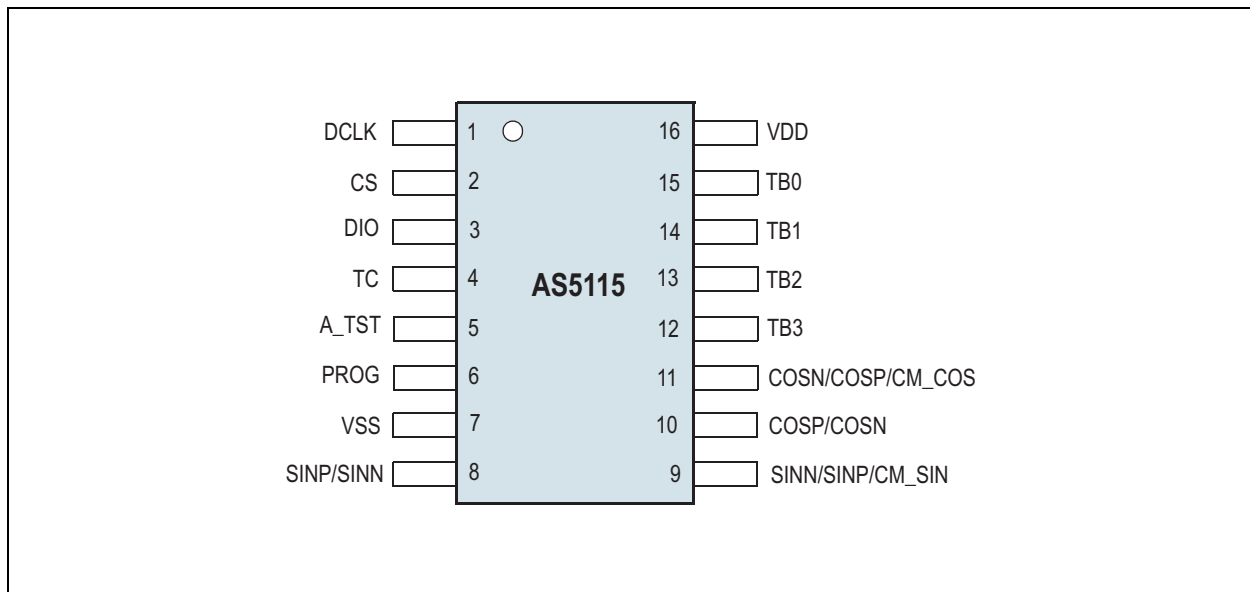 DCLK 1 16 VDD
CS 2 15 TB0
DIO 3 14 TB1
TC 4 AS5115 13 TB2
A_TST 5 12 TB3
PROG 6 11 COSN/COSP/CM_COS
VSS 7 10 COSP/COSN
SINP/SINN 8 9 SINN/SINP/CM_SIN